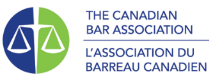 THE CANADIAN
BAR ASSOCIATION
L'ASSOCIATION DU
BARREAU CANADIEN